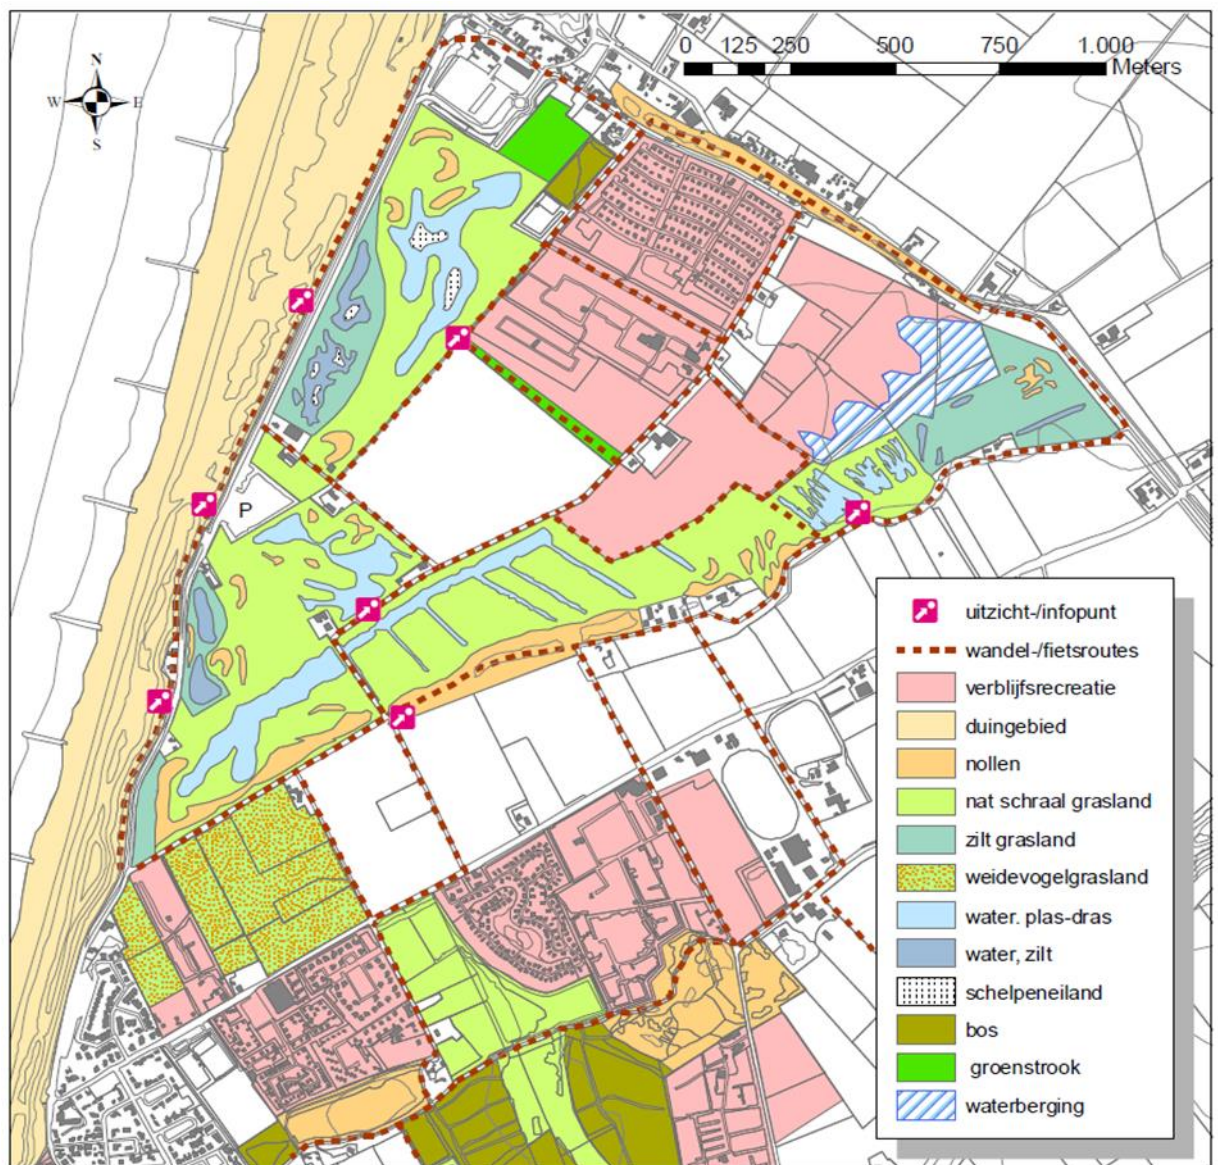 N
W E
S
0 125 250 500 750 1.000
Meters
P
uitzicht-/infopunt
wandel-/fietsroutes
verblijfsrecreatie
duingebied
nollen
nat schraal grasland
zilt grasland
weidevogelgrasland
water. plas-dras
water, zilt
schelpeneiland
bos
groenstrook
waterberging